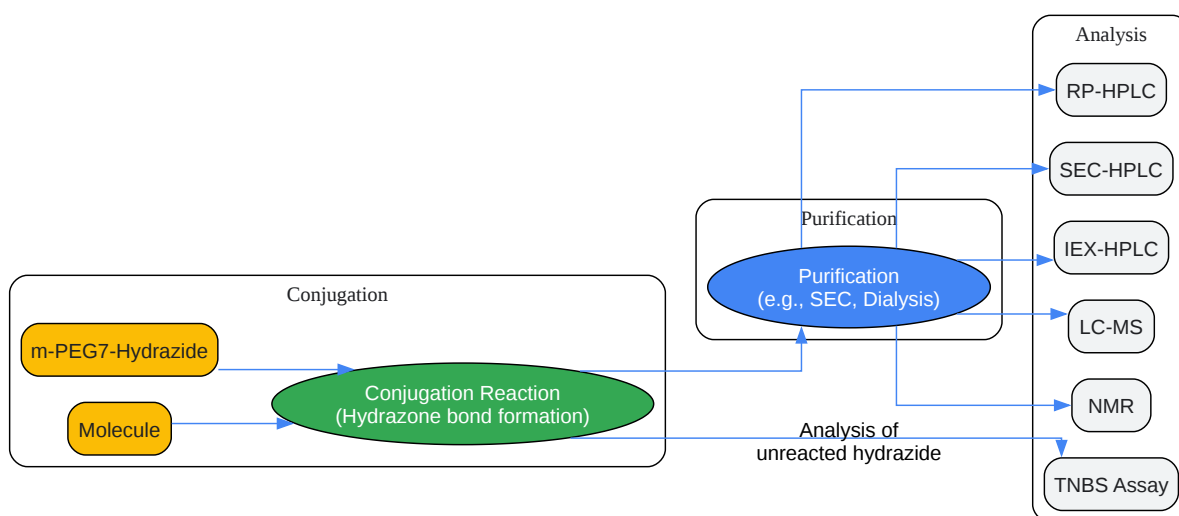 Conjugation
m-PEG7-Hydrazide
Molecule
Conjugation Reaction
(Hydrazone bond formation)
Purification
Purification
(e.g., SEC, Dialysis)
Analysis of
unreacted hydrazide
Analysis
RP-HPLC
SEC-HPLC
IEX-HPLC
LC-MS
NMR
TNBS Assay